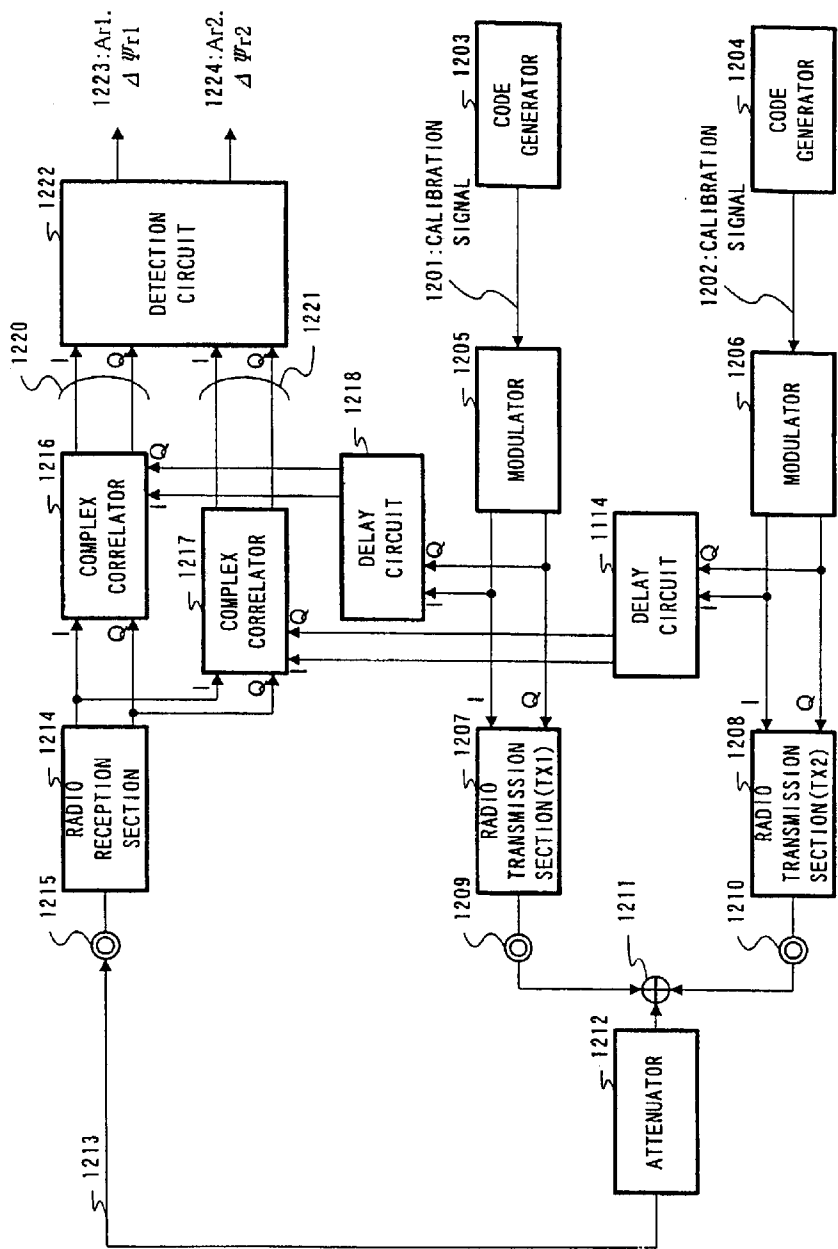 1223:Ar1.
Δ Ψr1
1224:Ar2.
Δ Ψr2
1222
DETECTION
CIRCUIT
1220
I
Q
I
Q
1221
1216
COMPLEX
CORRELATOR
I
Q
I
Q
1217
COMPLEX
CORRELATOR
I
Q
I
Q
1214
RADIO
RECEPTION
SECTION
1215
1213
1203
CODE
GENERATOR
1201:CALIBRATION
SIGNAL
1205
MODULATOR
1218
DELAY
CIRCUIT
I
Q
1207
RADIO
TRANSMISSION
SECTION(TX1)
I
Q
1209
1204
CODE
GENERATOR
1202:CALIBRATION
SIGNAL
1206
MODULATOR
1114
DELAY
CIRCUIT
I
Q
1208
RADIO
TRANSMISSION
SECTION(TX2)
I
Q
1210
1211
1212
ATTENUATOR